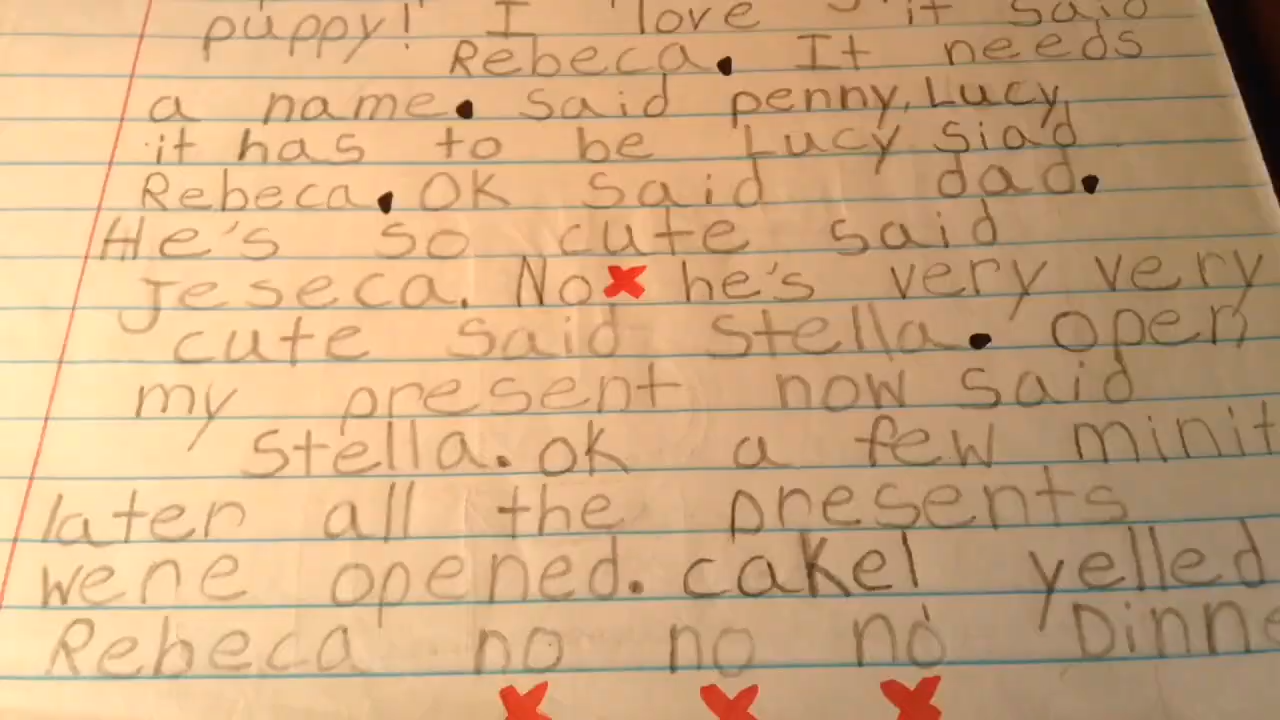 puppy! I love it said
Rebeca. It needs
a name. said penny, Lucy
it has to be Lucy siad
Rebeca. OK said dad.
He's so cute said
Jeseca. No he's very very
cute said Stella. open
my present now said
Stella. ok a few minit
later all the presents
were opened. cake! yelled
Rebeca no no no Dinne